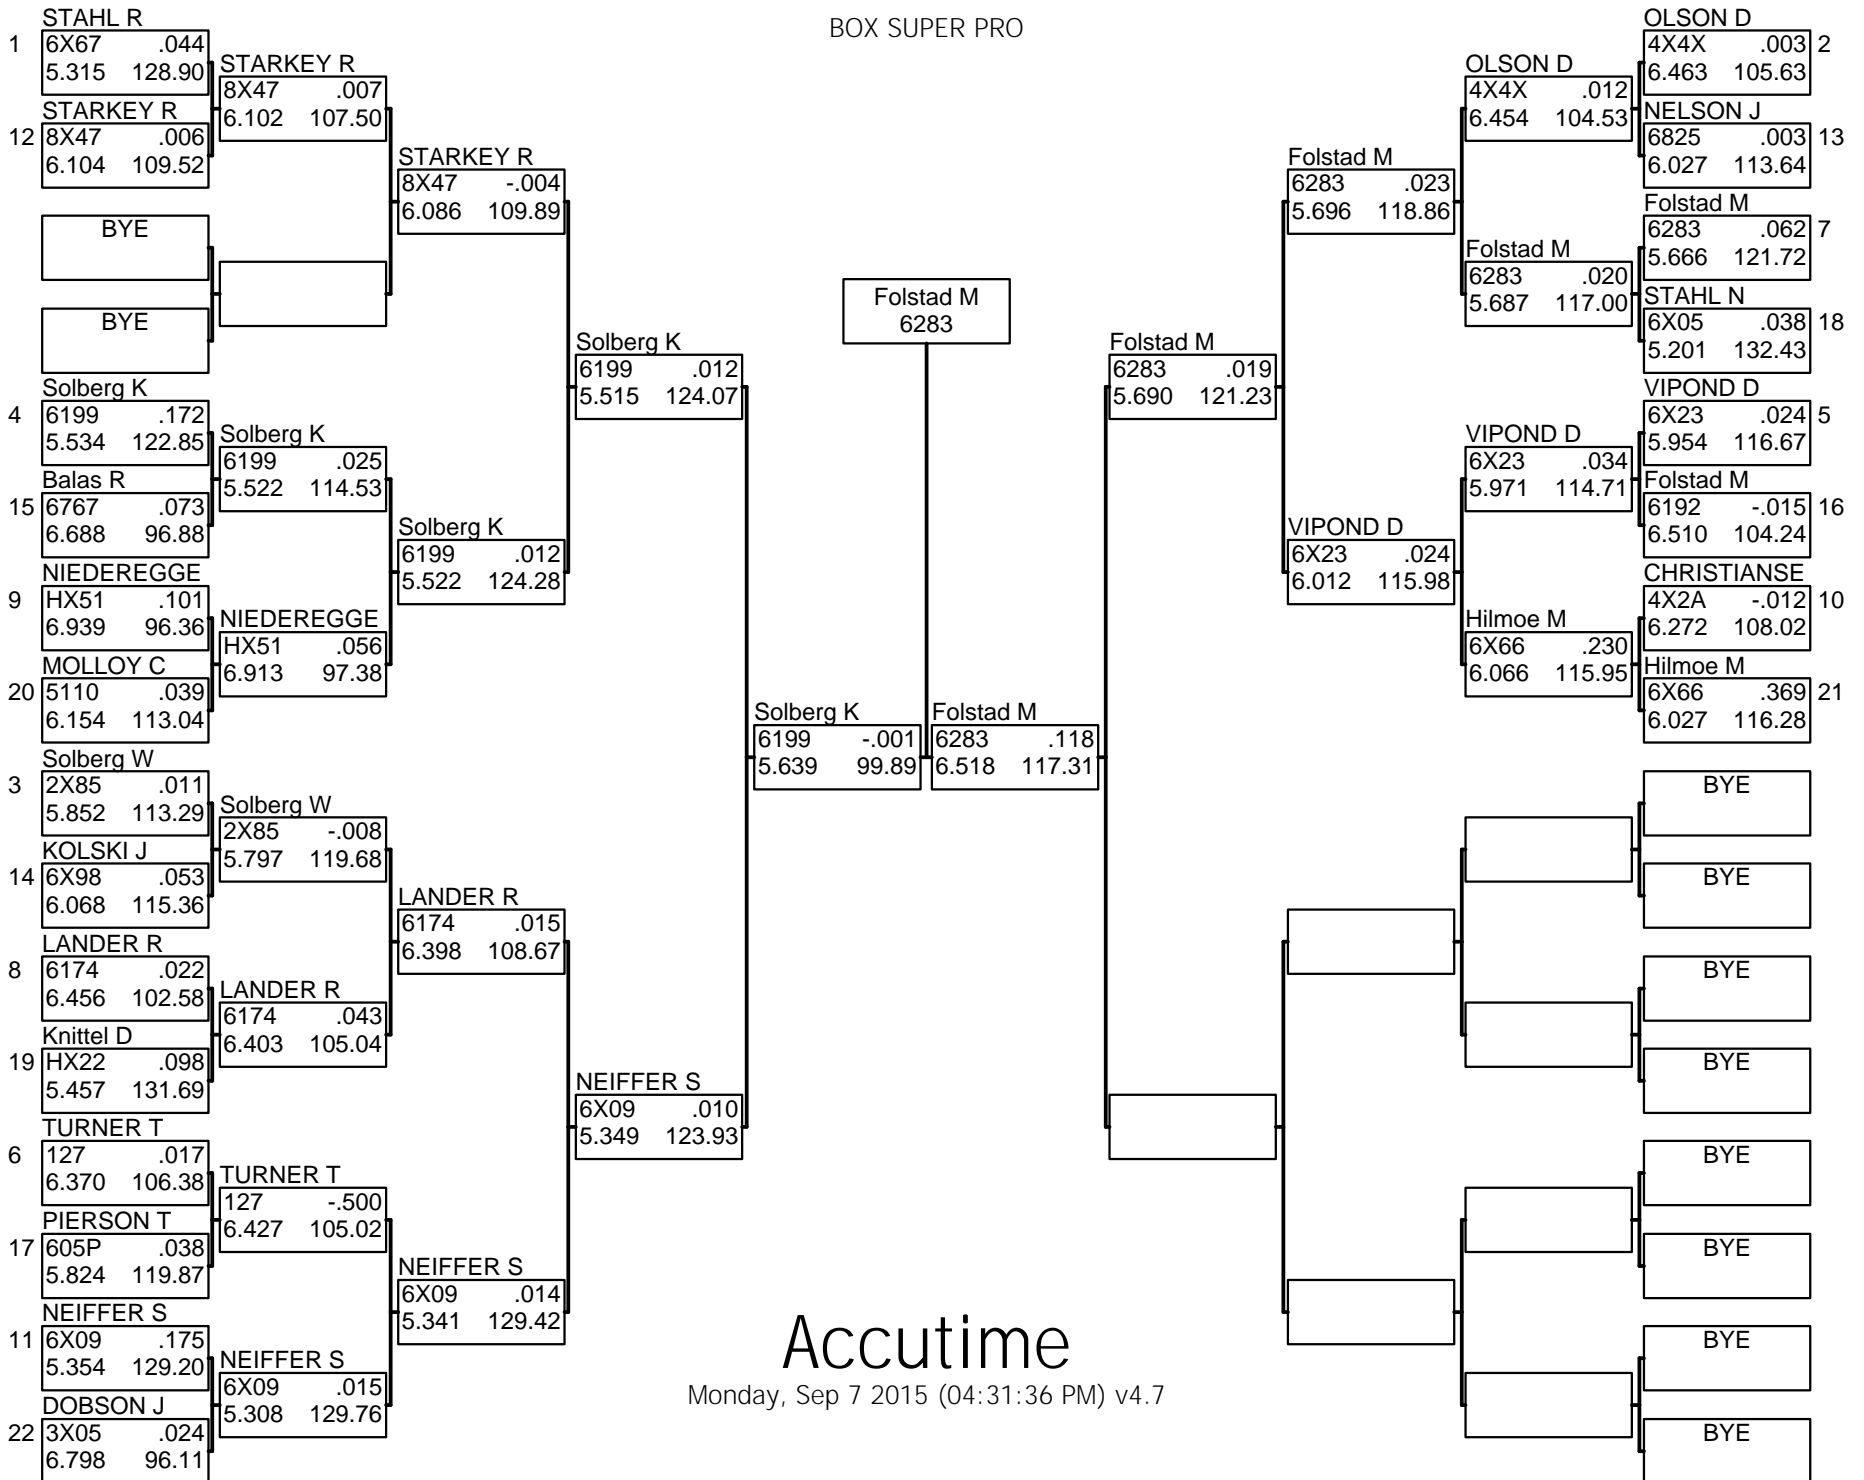 BOX SUPER PRO
STAHL R
1 6X67 .044
5.315 128.90
STARKEY R
12 8X47 .006
6.104 109.52
BYE
BYE
Solberg K
4 6199 .172
5.534 122.85
Balas R
15 6767 .073
6.688 96.88
NIEDEREGGE
9 HX51 .101
6.939 96.36
MOLLOY C
20 5110 .039
6.154 113.04
Solberg W
3 2X85 .011
5.852 113.29
KOLSKI J
14 6X98 .053
6.068 115.36
LANDER R
8 6174 .022
6.456 102.58
Knittel D
19 HX22 .098
5.457 131.69
TURNER T
6 127 .017
6.370 106.38
PIERSON T
17 605P .038
5.824 119.87
NEIFFER S
11 6X09 .175
5.354 129.20
DOBSON J
22 3X05 .024
6.798 96.11
STARKEY R
8X47 .007
6.102 107.50
Solberg K
6199 .025
5.522 114.53
NIEDEREGGE
HX51 .056
6.913 97.38
Solberg W
2X85 -.008
5.797 119.68
LANDER R
6174 .043
6.403 105.04
TURNER T
127 -.500
6.427 105.02
NEIFFER S
6X09 .015
5.308 129.76
STARKEY R
8X47 -.004
6.086 109.89
Solberg K
6199 .012
5.522 124.28
LANDER R
6174 .015
6.398 108.67
NEIFFER S
6X09 .014
5.341 129.42
Solberg K
6199 .012
5.515 124.07
NEIFFER S
6X09 .010
5.349 123.93
Solberg K
6199 -.001
5.639 99.89
Folstad M
6283
Folstad M
6283 .118
6.518 117.31
Folstad M
6283 .019
5.690 121.23
Folstad M
6283 .023
5.696 118.86
VIPOND D
6X23 .024
6.012 115.98
OLSON D
4X4X .012
6.454 104.53
Folstad M
6283 .020
5.687 117.00
VIPOND D
6X23 .034
5.971 114.71
Hilmoe M
6X66 .230
6.066 115.95
OLSON D
4X4X .003 2
6.463 105.63
NELSON J
6825 .003 13
6.027 113.64
Folstad M
6283 .062 7
5.666 121.72
STAHL N
6X05 .038 18
5.201 132.43
VIPOND D
6X23 .024 5
5.954 116.67
Folstad M
6192 -.015 16
6.510 104.24
CHRISTIANSE
4X2A -.012 10
6.272 108.02
Hilmoe M
6X66 .369 21
6.027 116.28
BYE
BYE
BYE
BYE
BYE
BYE
BYE
BYE
Accutime
Monday, Sep 7 2015 (04:31:36 PM) v4.7